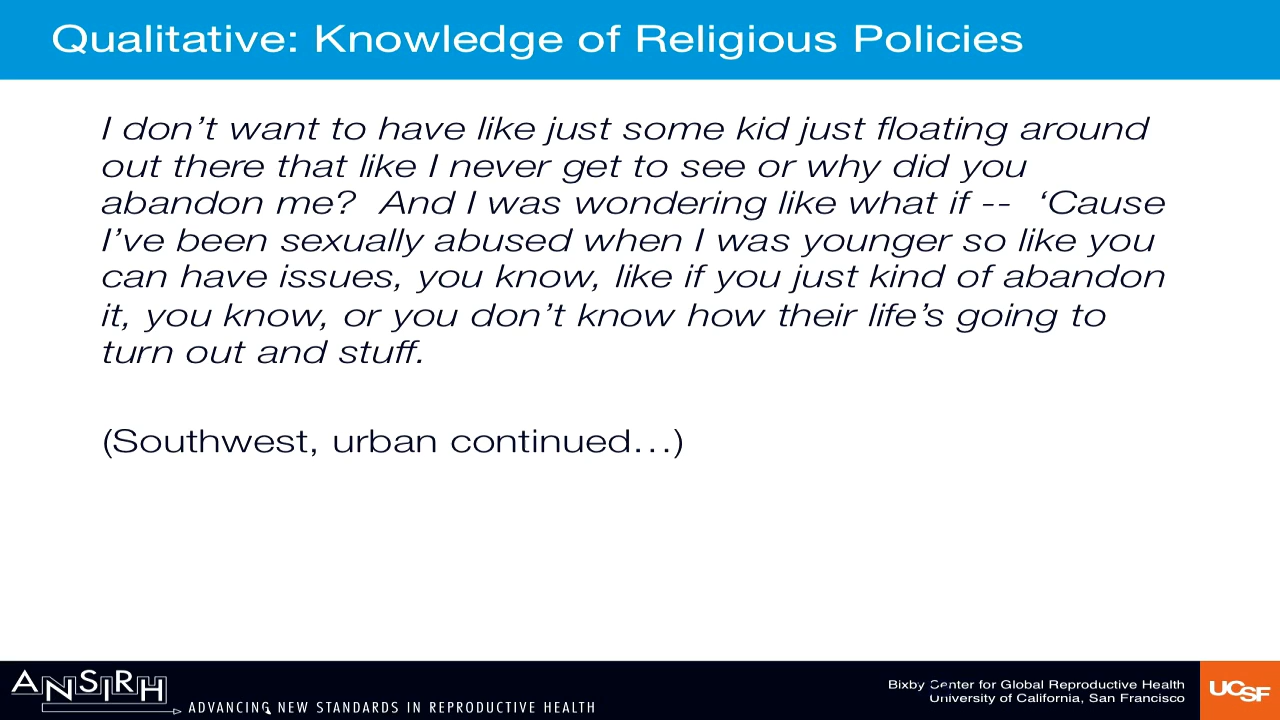 Qualitative: Knowledge of Religious Policies
I don’t want to have like just some kid just floating around
out there that like I never get to see or why did you
abandon me?  And I was wondering like what if --  ‘Cause
I’ve been sexually abused when I was younger so like you
can have issues, you know, like if you just kind of abandon
it, you know, or you don’t know how their life’s going to
turn out and stuff.
(Southwest, urban continued…)
ANSIRH
ADVANCING NEW STANDARDS IN REPRODUCTIVE HEALTH
Bixby Center for Global Reproductive Health
University of California, San Francisco
UCSF